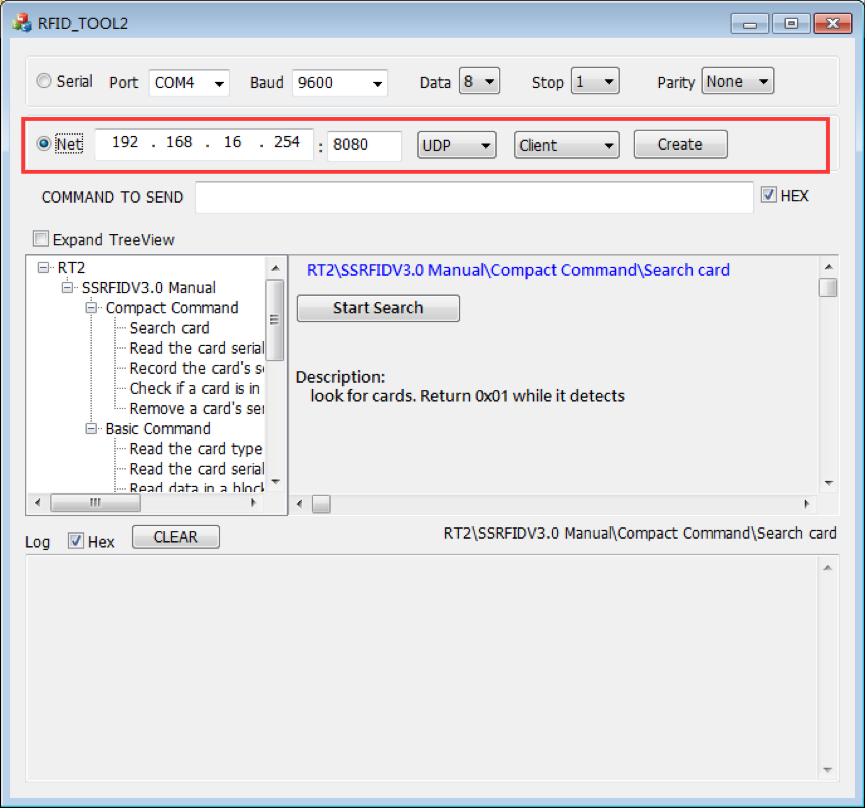 RFID_TOOL2
Serial Port COM4 Baud 9600 Data 8 Stop 1 Parity None
Net 192 . 168 . 16 . 254 : 8080 UDP Client Create
COMMAND TO SEND HEX
Expand TreeView
RT2
SSRFIDV3.0 Manual
Compact Command
Search card
Read the card serial
Record the card's se
Check if a card is in
Remove a card's ser
Basic Command
Read the card type
Read the card serial
Read data in a block
RT2\SSRFIDV3.0 Manual\Compact Command\Search card
Start Search
Description:
look for cards. Return 0x01 while it detects
Log Hex CLEAR RT2\SSRFIDV3.0 Manual\Compact Command\Search card